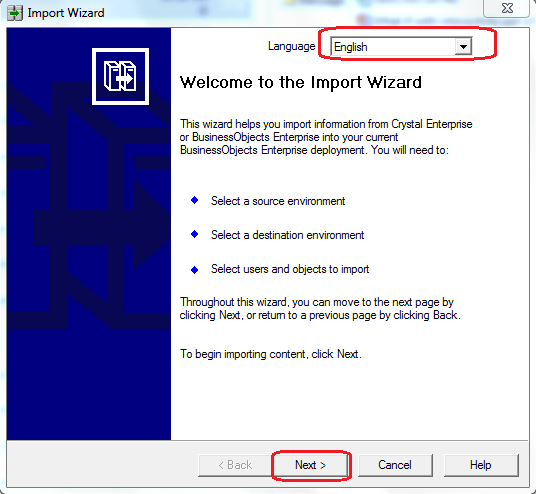 Import Wizard
Language
English
Welcome to the Import Wizard
This wizard helps you import information from Crystal Enterprise
or BusinessObjects Enterprise into your current
BusinessObjects Enterprise deployment. You will need to:
Select a source environment
Select a destination environment
Select users and objects to import
Throughout this wizard, you can move to the next page by
clicking Next, or return to a previous page by clicking Back.
To begin importing content, click Next.
< Back
Next >
Cancel
Help